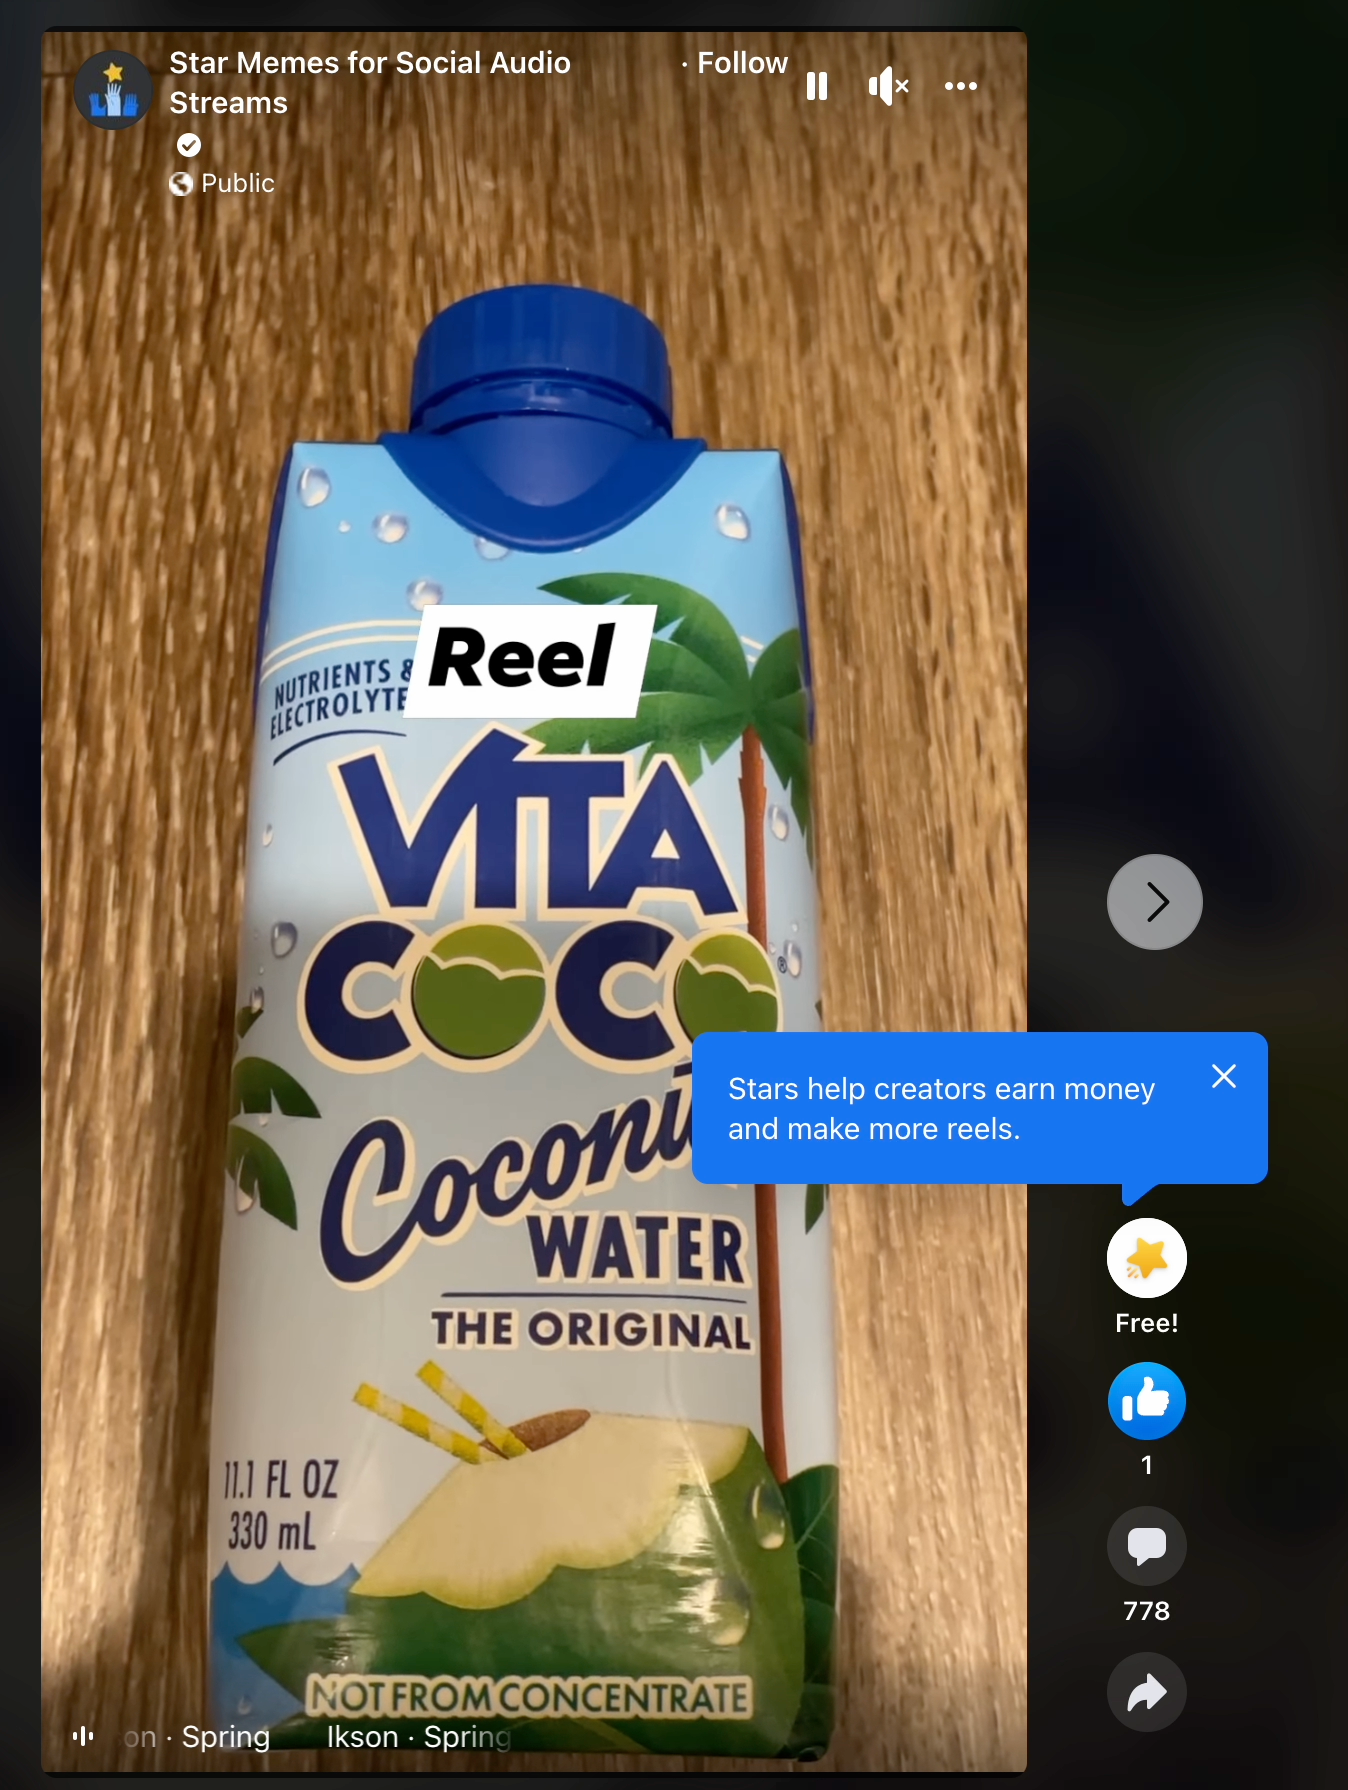 Star Memes for Social Audio
Streams
· Follow
Public
Reel
NUTRIENTS &
ELECTROLYTE
VITA
COCO®
Coconu
WATER
THE ORIGINAL
11.1 FL OZ
330 mL
NOT FROM CONCENTRATE
on · Spring Ikson · Spring
Stars help creators earn money
and make more reels.
Free!
1
778